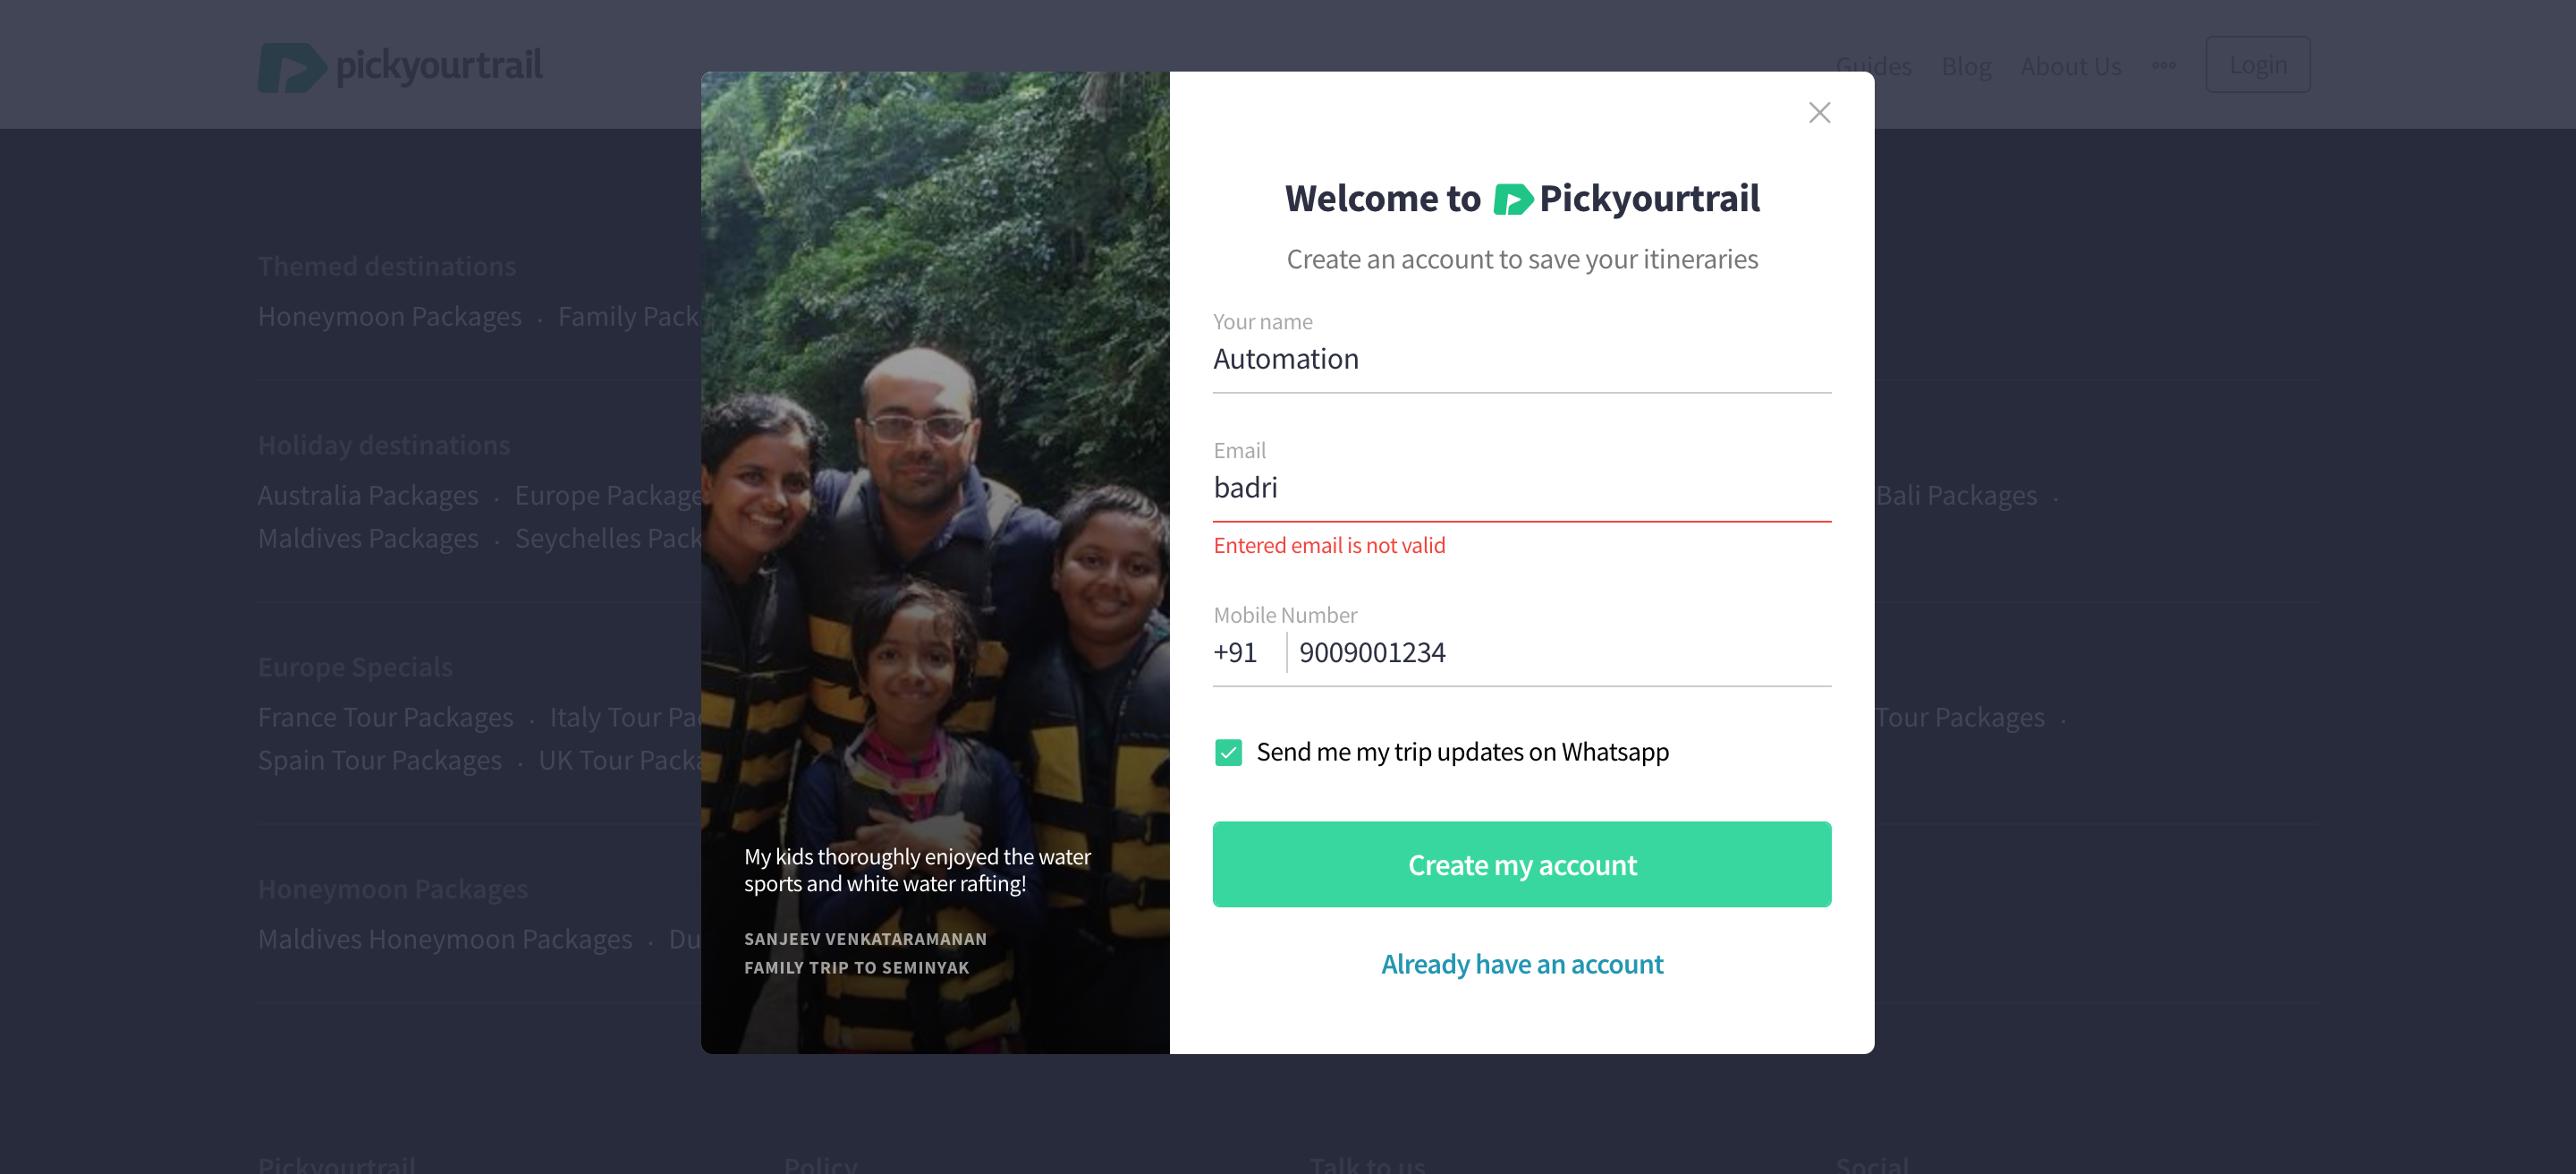 pickyourtrail
Guides Blog About Us Login
Themed destinations
Honeymoon Packages · Family Pack
Holiday destinations
Australia Packages · Europe Package
Bali Packages ·
Maldives Packages · Seychelles Pack
Europe Specials
France Tour Packages · Italy Tour Pa
Tour Packages ·
Spain Tour Packages · UK Tour Packa
Honeymoon Packages
Maldives Honeymoon Packages · Du
Pickyourtrail Policy Talk to us Social
My kids thoroughly enjoyed the water
sports and white water rafting!
SANJEEV VENKATARAMANAN
FAMILY TRIP TO SEMINYAK
Welcome to Pickyourtrail
Create an account to save your itineraries
Your name
Automation
Email
badri
Entered email is not valid
Mobile Number
+91 9009001234
Send me my trip updates on Whatsapp
Create my account
Already have an account